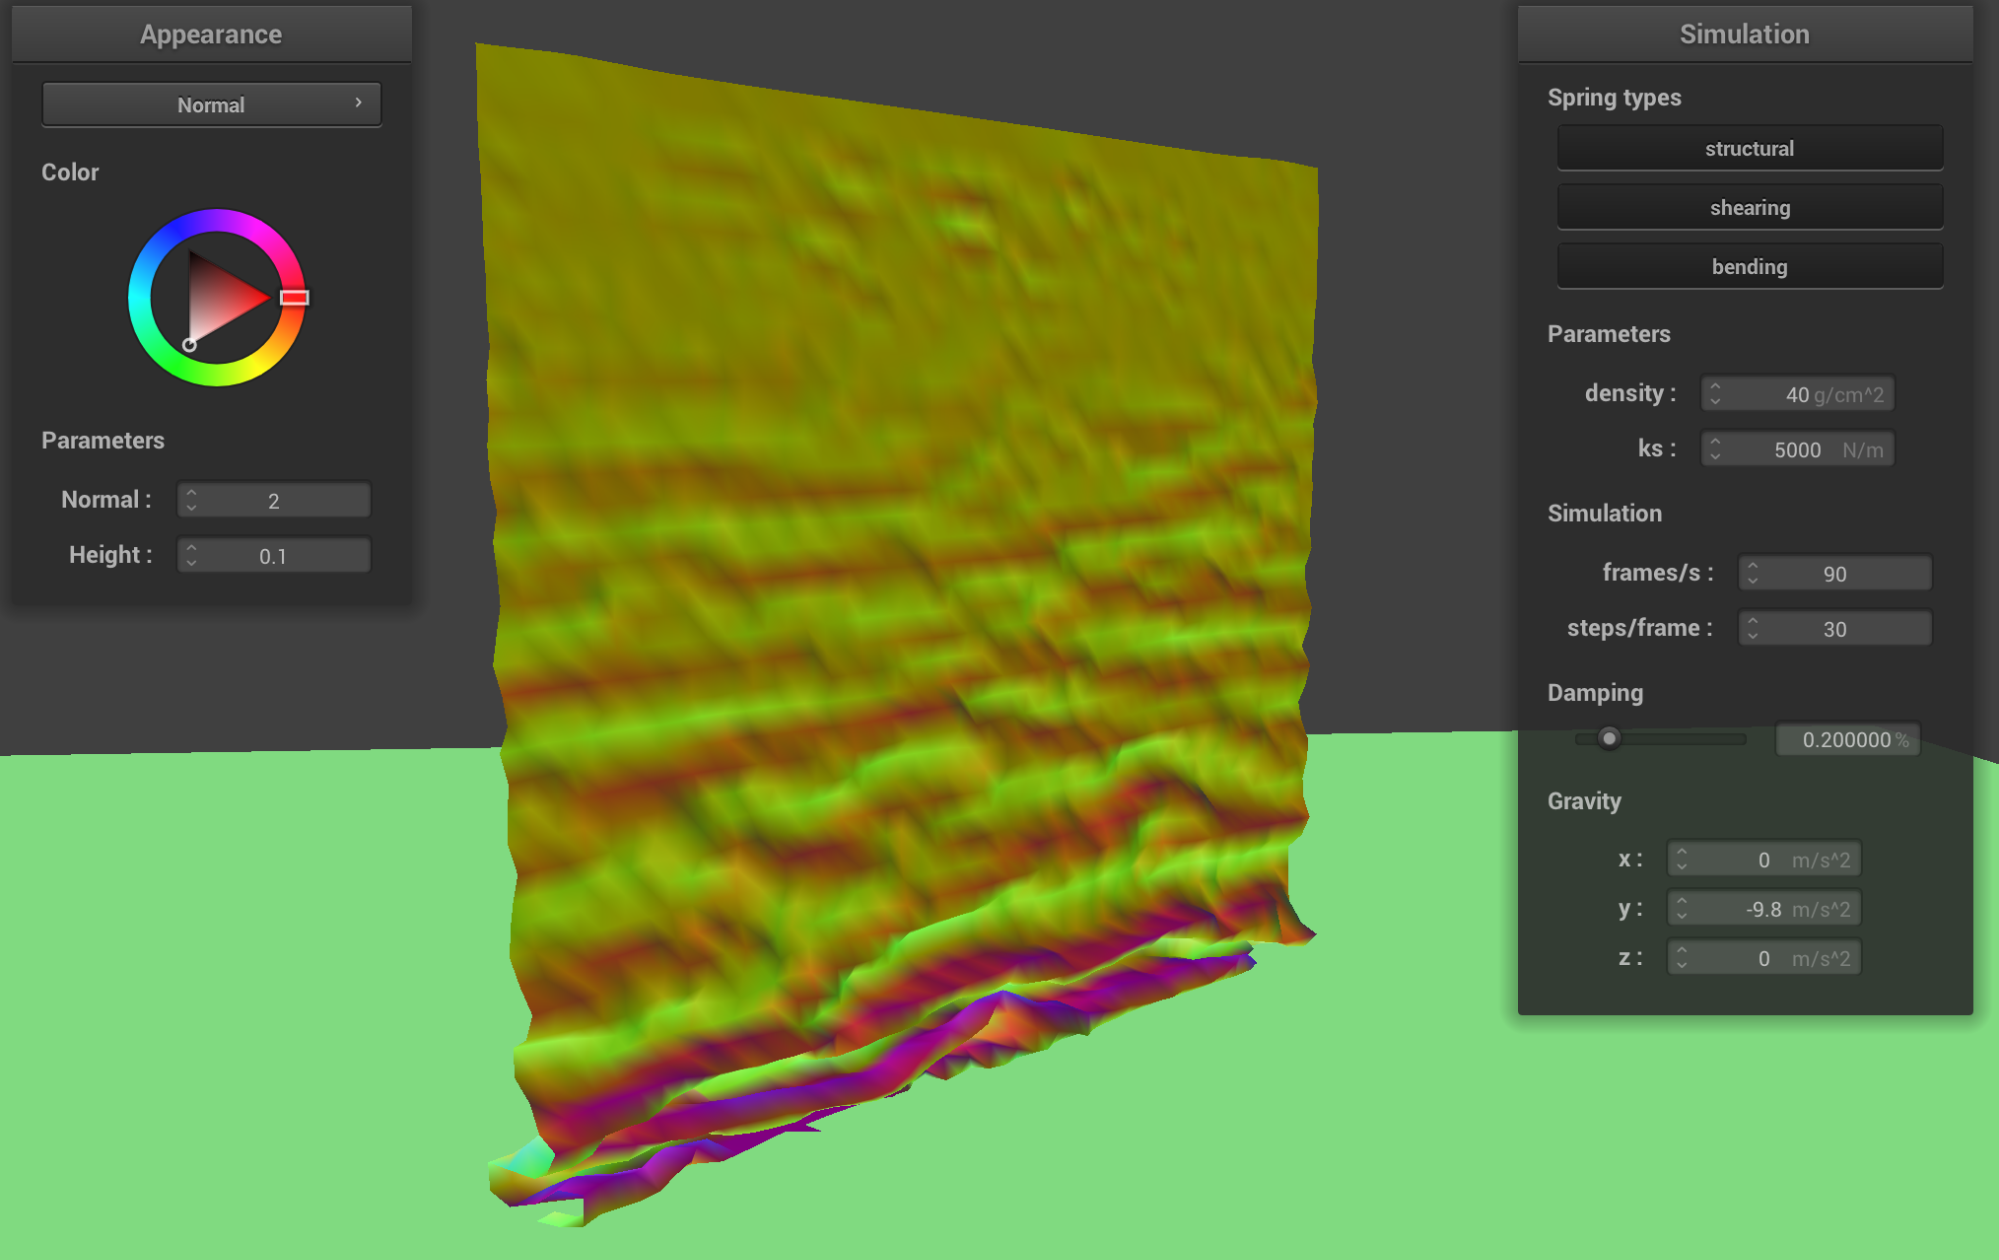 Appearance
Normal
Color
Parameters
Normal : 2
Height : 0.1
Simulation
Spring types
structural
shearing
bending
Parameters
density : 40 g/cm^2
ks : 5000 N/m
Simulation
frames/s : 90
steps/frame : 30
Damping
0.200000 %
Gravity
x : 0 m/s^2
y : -9.8 m/s^2
z : 0 m/s^2